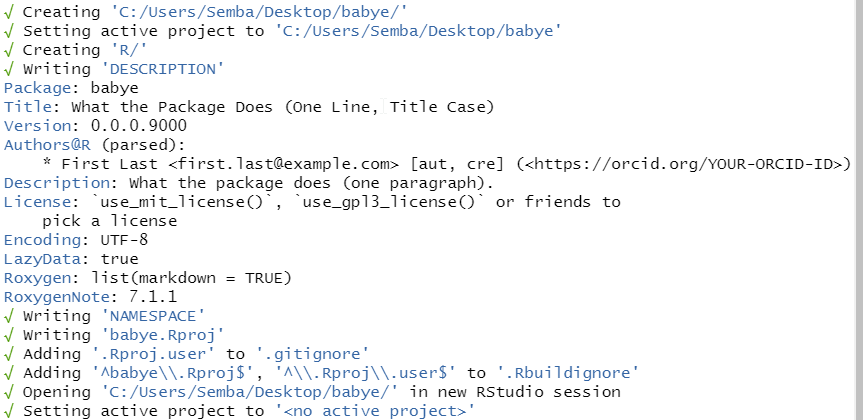 √ Creating 'C:/Users/Semba/Desktop/babye/'
√ Setting active project to 'C:/Users/Semba/Desktop/babye'
√ Creating 'R/'
√ Writing 'DESCRIPTION'
Package: babye
Title: What the Package Does (One Line, Title Case)
Version: 0.0.0.9000
Authors@R (parsed):
    * First Last <first.last@example.com> [aut, cre] (<https://orcid.org/YOUR-ORCID-ID>)
Description: What the package does (one paragraph).
License: `use_mit_license()`, `use_gpl3_license()` or friends to
    pick a license
Encoding: UTF-8
LazyData: true
Roxygen: list(markdown = TRUE)
RoxygenNote: 7.1.1
√ Writing 'NAMESPACE'
√ Writing 'babye.Rproj'
√ Adding '.Rproj.user' to '.gitignore'
√ Adding '^babye\\.Rproj$', '^\\.Rproj\\.user$' to '.Rbuildignore'
√ Opening 'C:/Users/Semba/Desktop/babye/' in new RStudio session
√ Setting active project to '<no active project>'